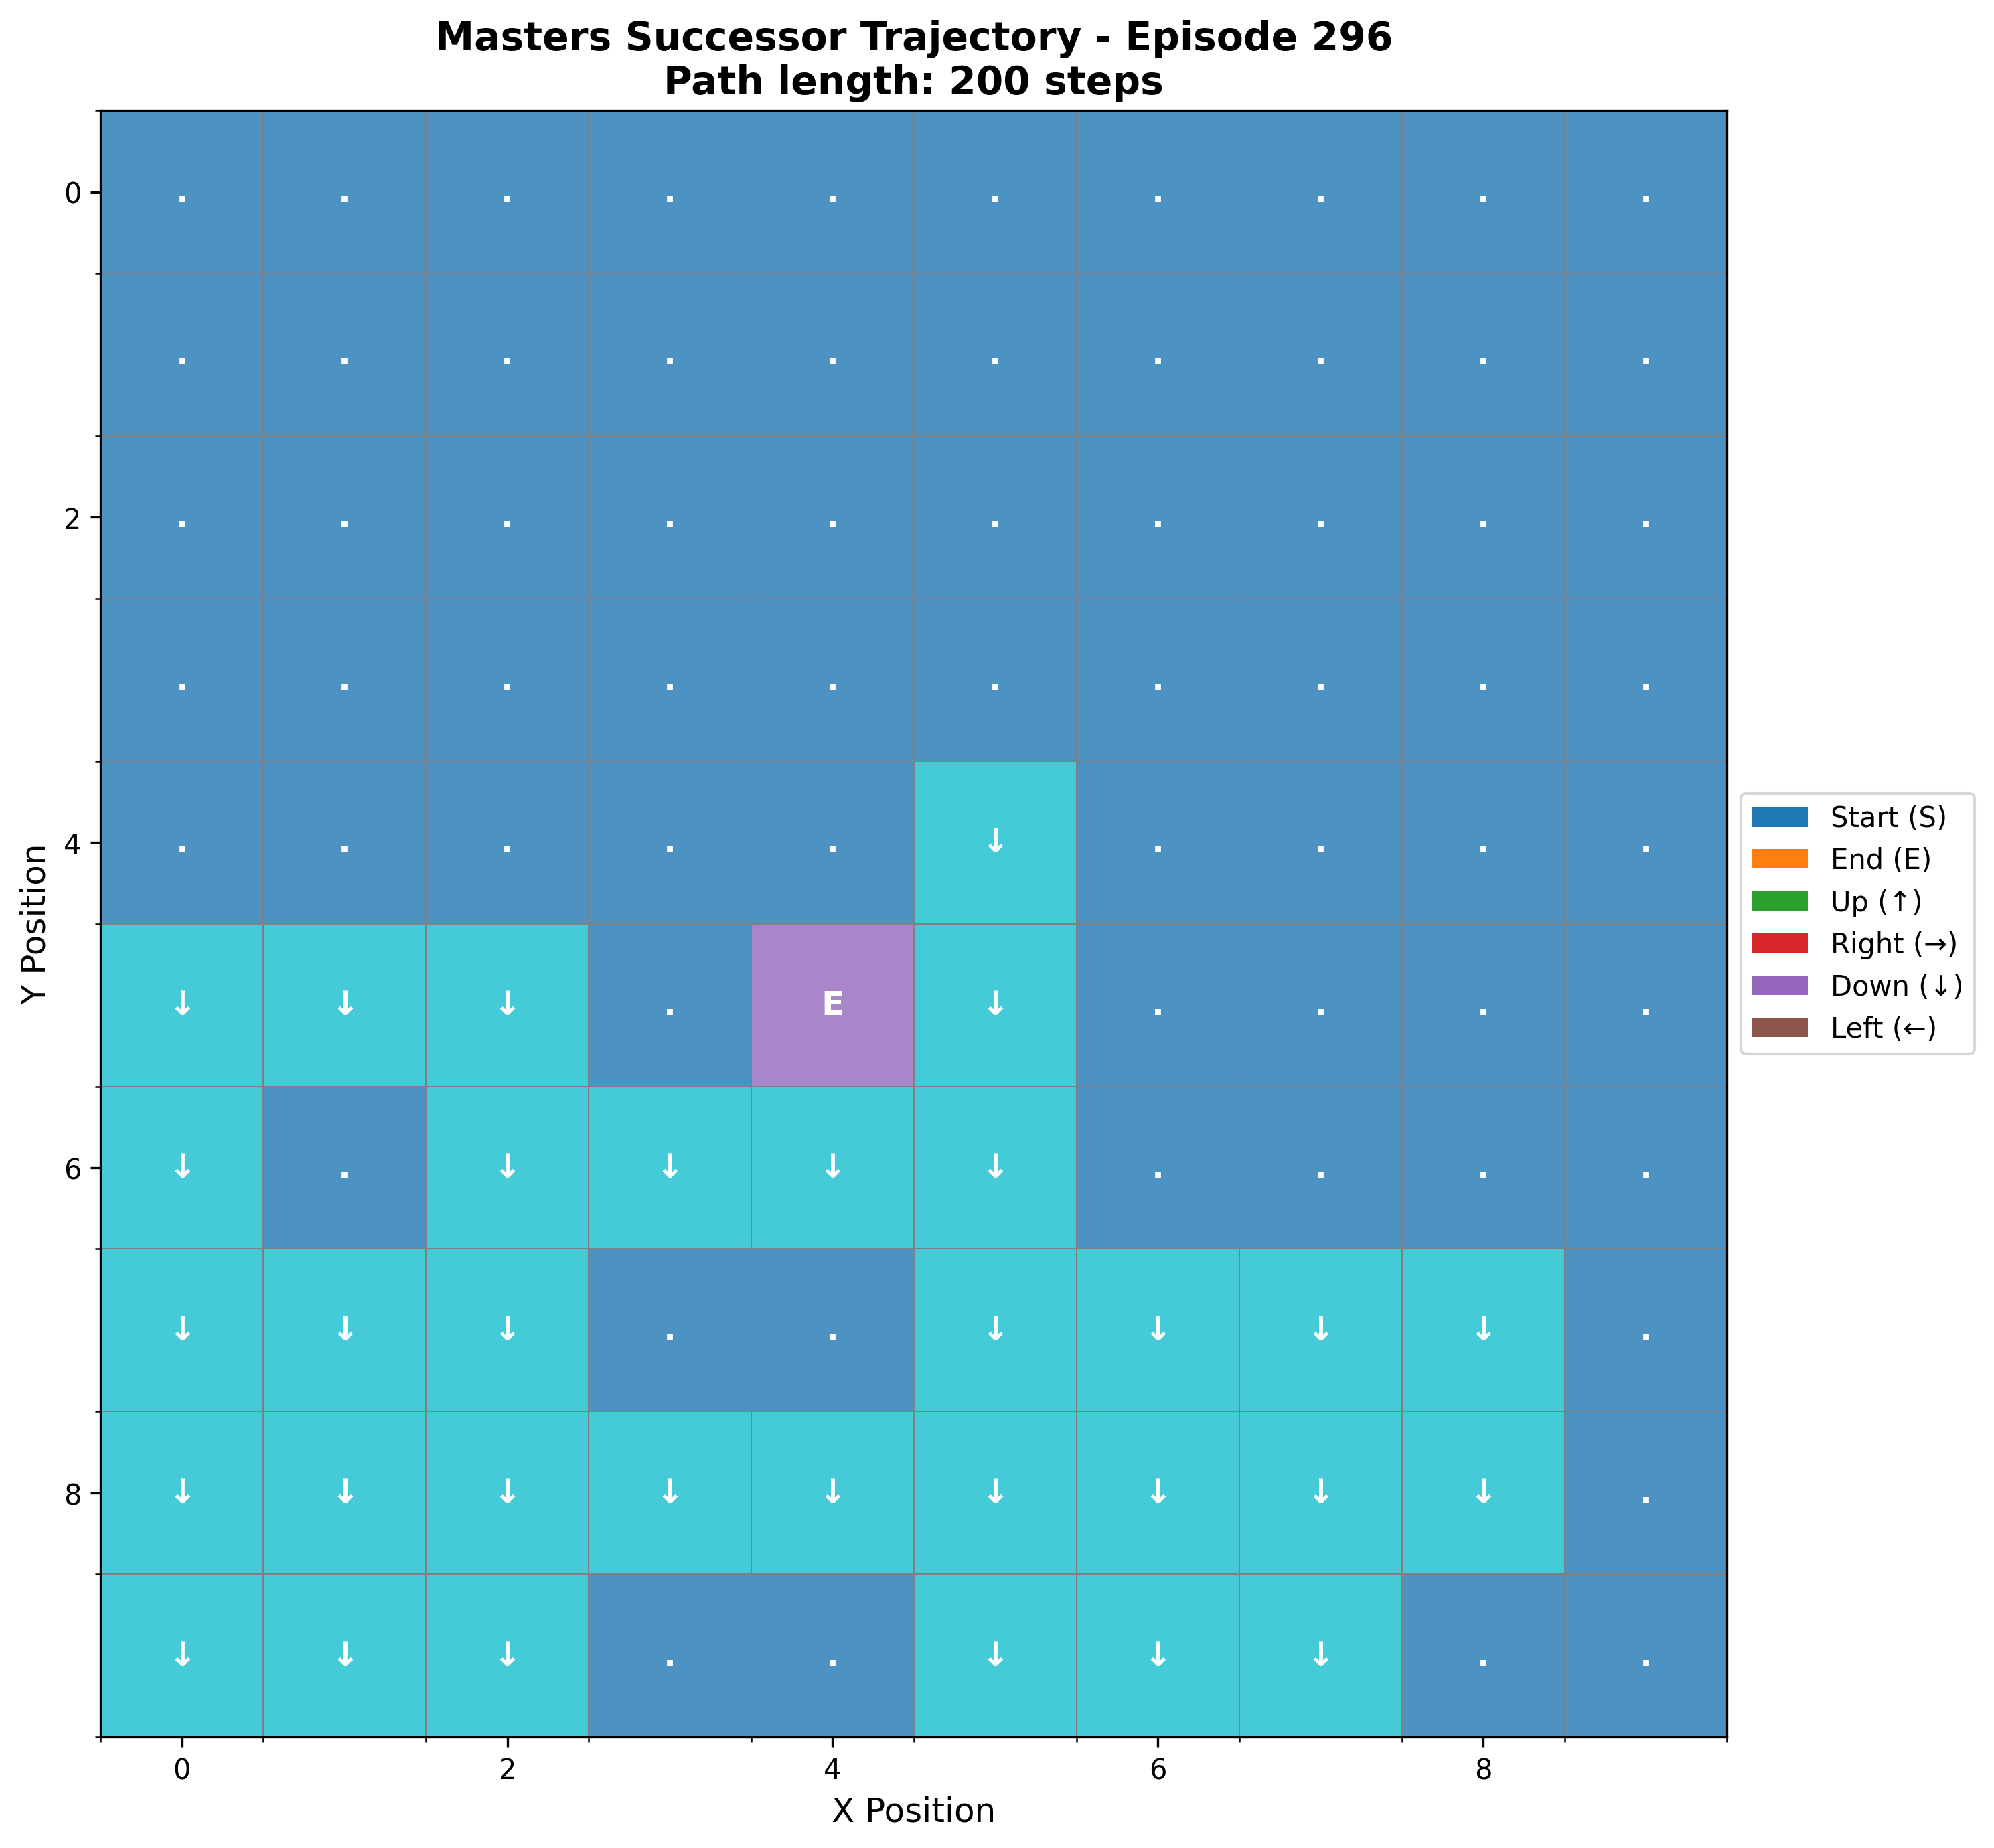 Masters Successor Trajectory - Episode 296
Path length: 200 steps
0 . . . . . . . . . .
. . . . . . . . . .
2 . . . . . . . . . .
. . . . . . . . . .
4 . . . . . ↓ . . . .
↓ ↓ ↓ . E ↓ . . . .
6 ↓ . ↓ ↓ ↓ ↓ . . . .
↓ ↓ ↓ . . ↓ ↓ ↓ ↓ .
8 ↓ ↓ ↓ ↓ ↓ ↓ ↓ ↓ ↓ .
↓ ↓ ↓ . . ↓ ↓ ↓ . .
0 2 4 6 8
X Position
Y Position
Start (S)
End (E)
Up (↑)
Right (→)
Down (↓)
Left (←)